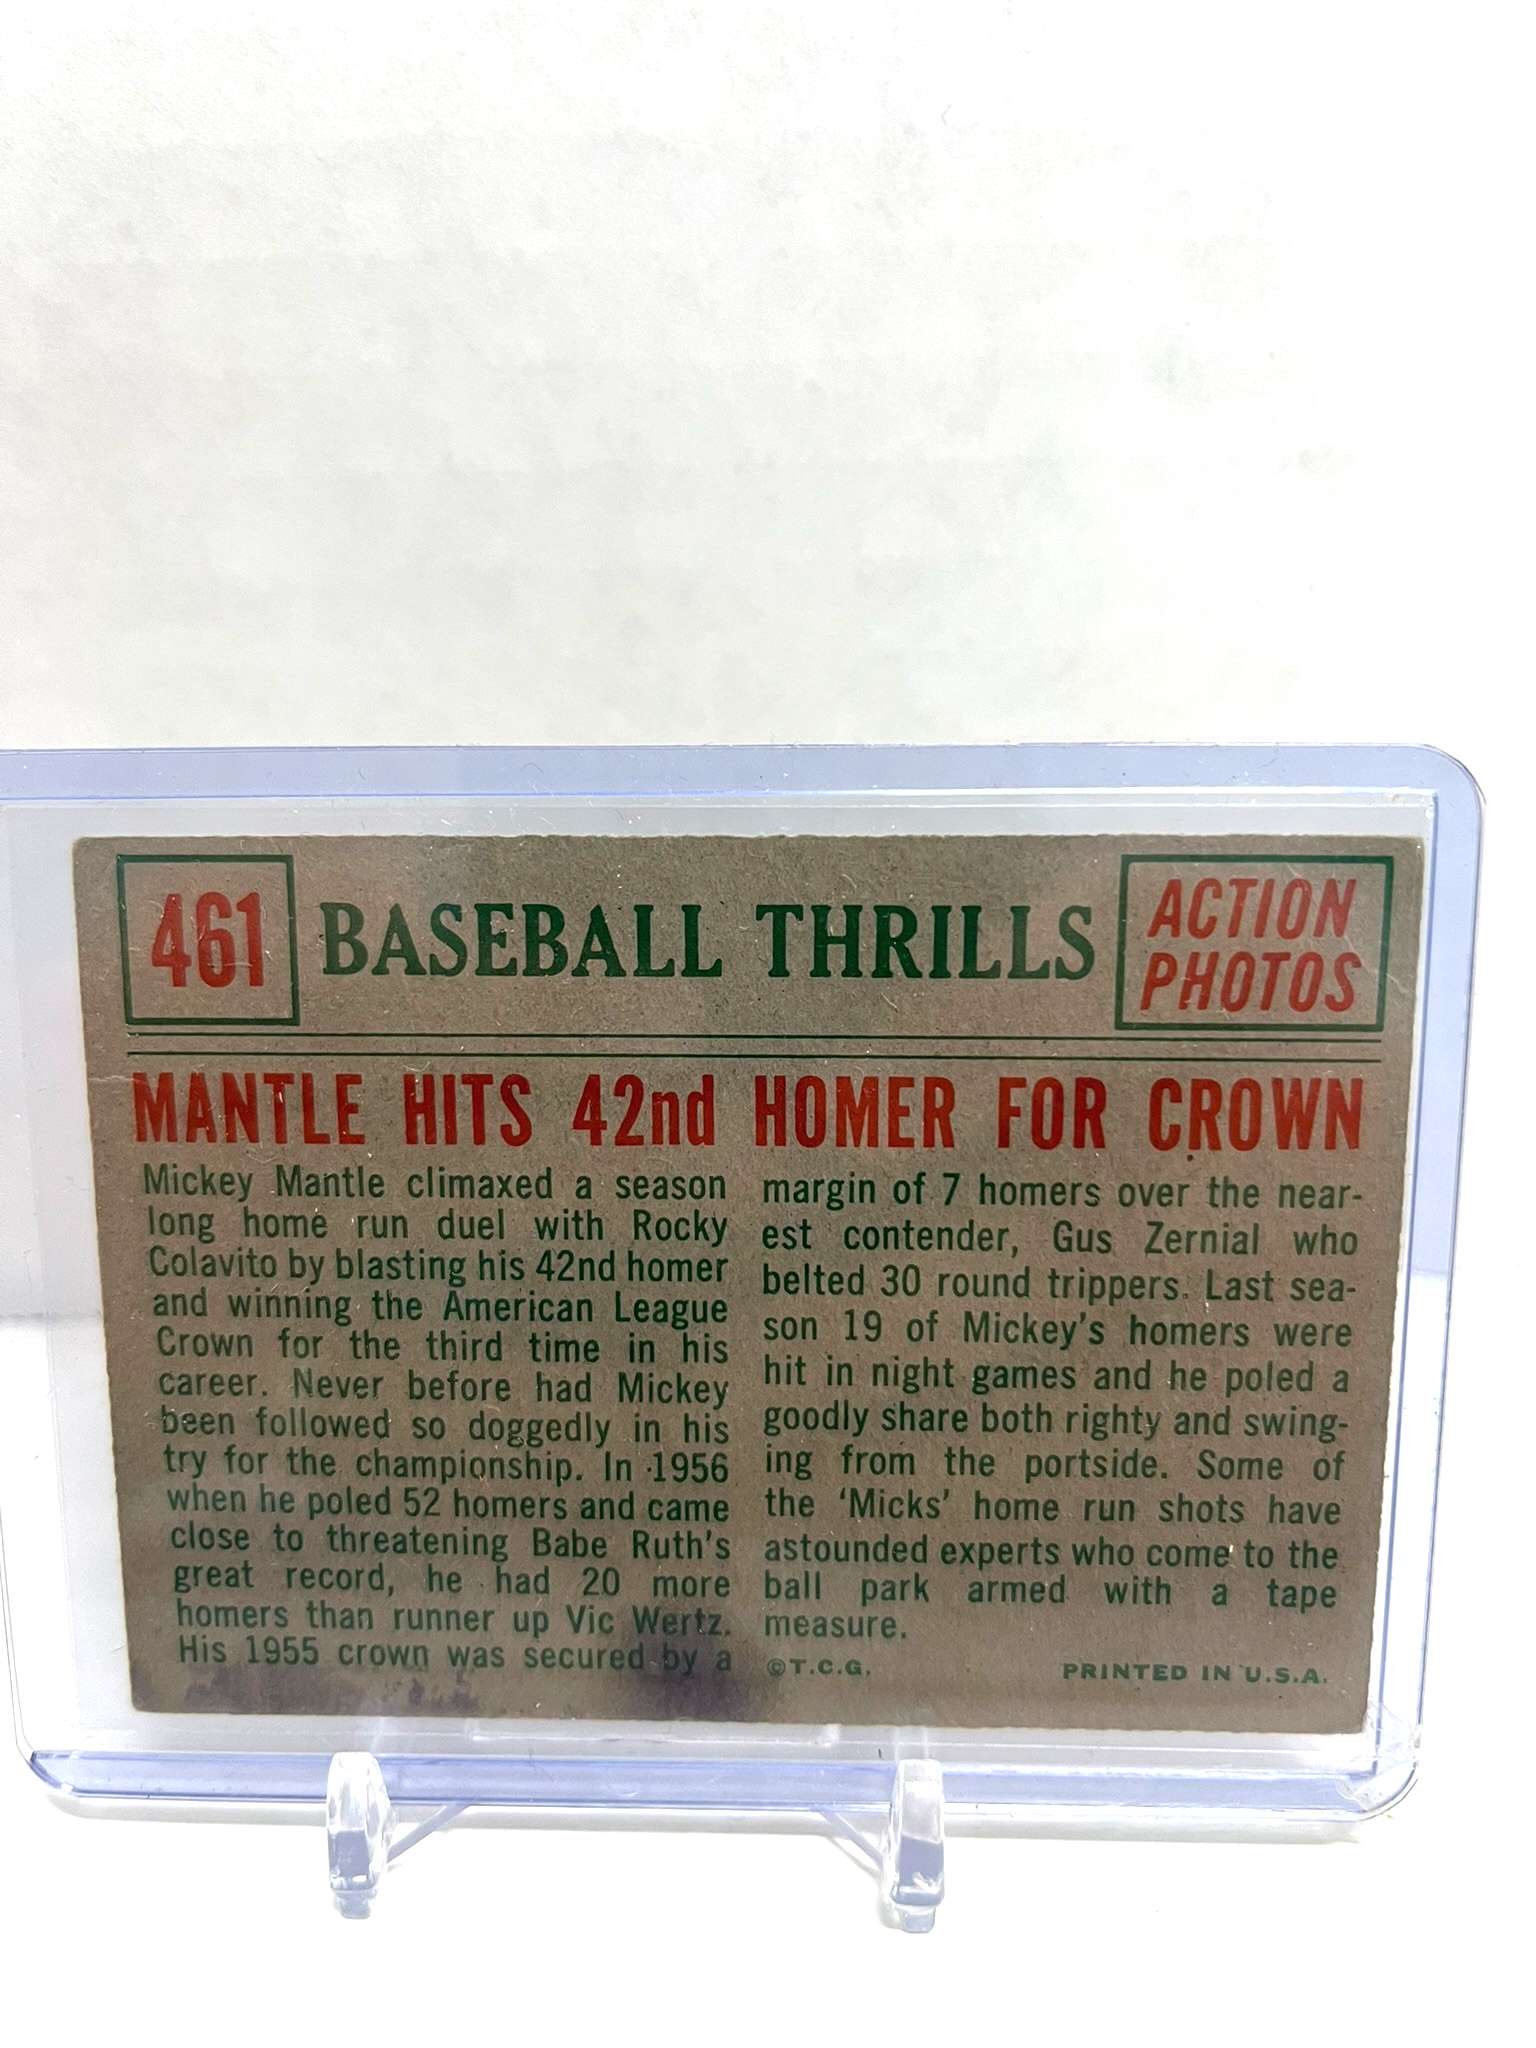 461
BASEBALL THRILLS
ACTION
PHOTOS
MANTLE HITS 42nd HOMER FOR CROWN
Mickey Mantle climaxed a season
long home run duel with Rocky
Colavito by blasting his 42nd homer
and winning the American League
Crown for the third time in his
career. Never before had Mickey
been followed so doggedly in his
try for the championship. In 1956
when he poled 52 homers and came
close to threatening Babe Ruth's
great record, he had 20 more
homers than runner up Vic Wertz.
His 1955 crown was secured by a
margin of 7 homers over the near-
est contender, Gus Zernial who
belted 30 round trippers. Last sea-
son 19 of Mickey's homers were
hit in night games and he poled a
goodly share both righty and swing-
ing from the portside. Some of
the 'Micks' home run shots have
astounded experts who come to the
ball park armed with a tape
measure.
©T.C.G.
PRINTED IN U.S.A.